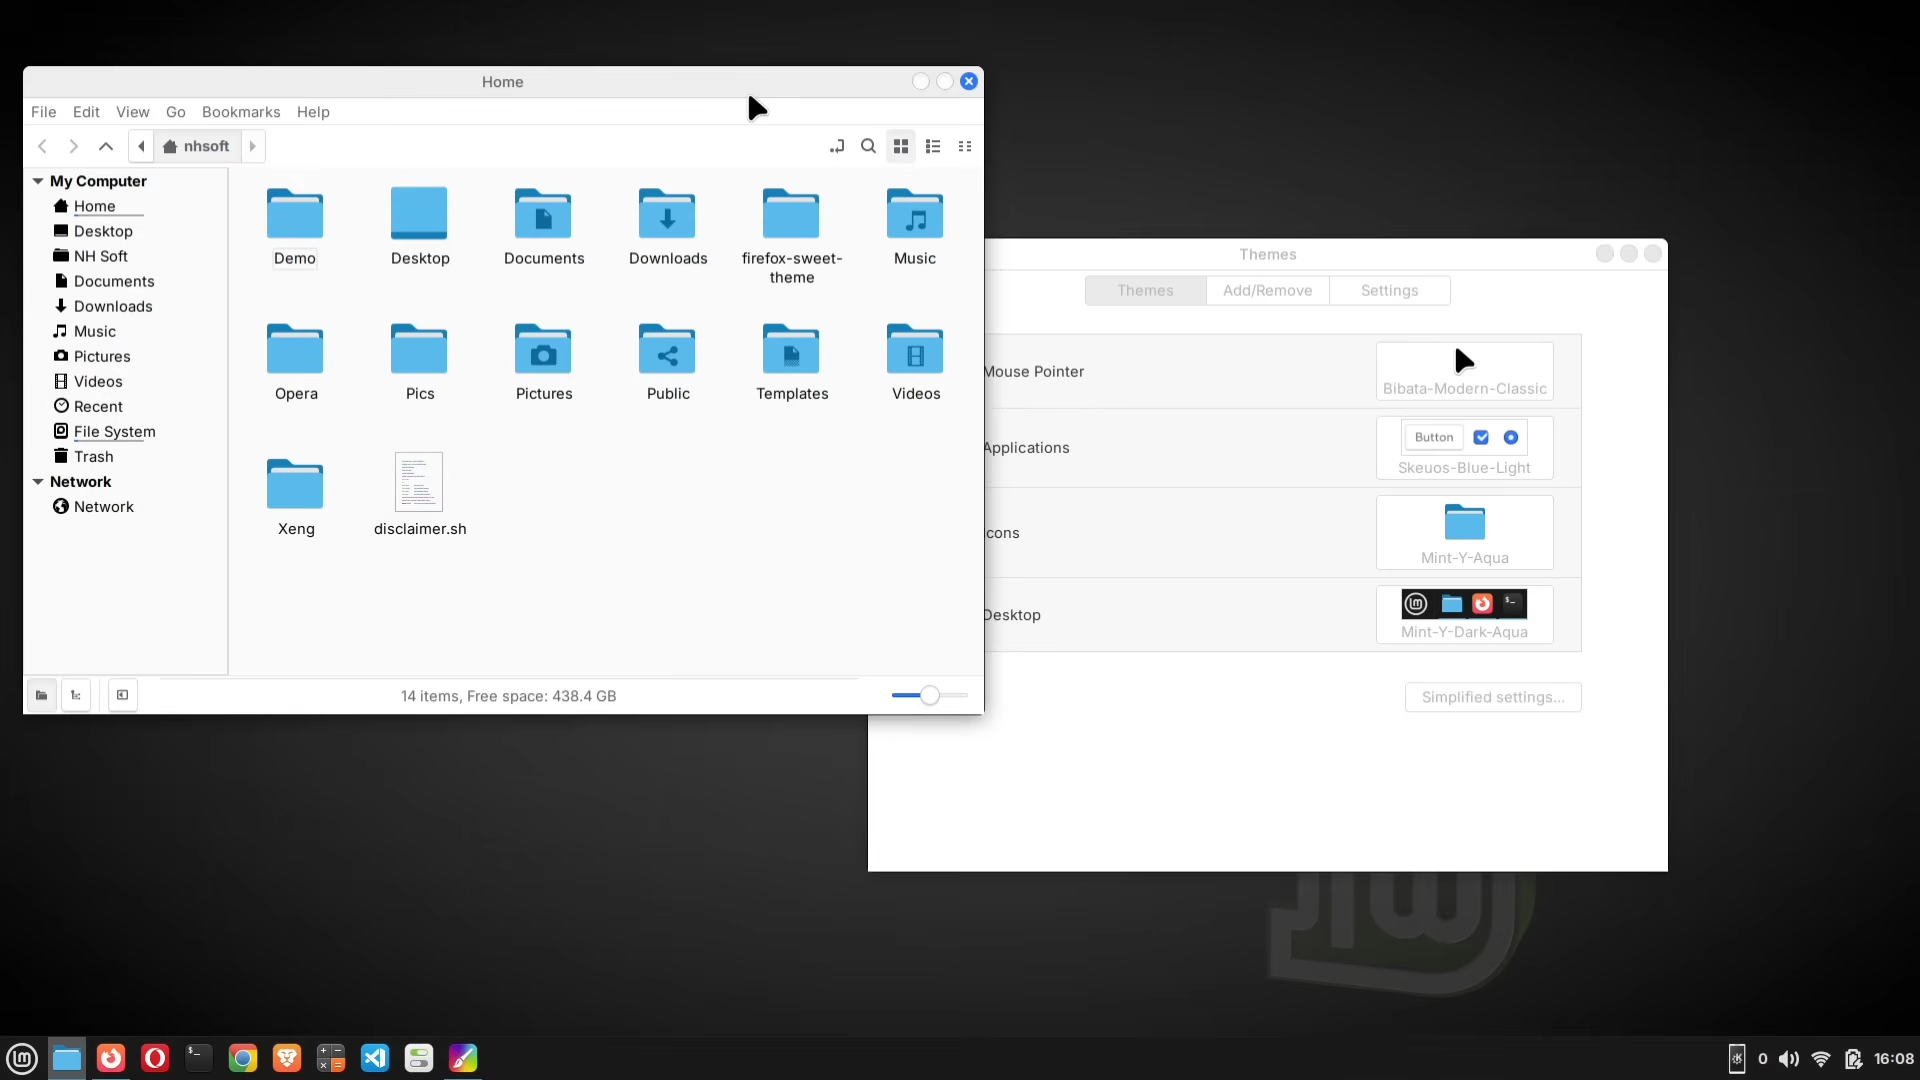 Home
File Edit View Go Bookmarks Help
nhsoft
My Computer
Home
Desktop
NH Soft
Documents
Downloads
Music
Pictures
Videos
Recent
File System
Trash
Network
Network
Demo
Desktop
Documents
Downloads
firefox-sweet-
theme
Music
Opera
Pics
Pictures
Public
Templates
Videos
Xeng
disclaimer.sh
14 items, Free space: 438.4 GB
Themes
Themes Add/Remove Settings
Mouse Pointer
Bibata-Modern-Classic
Applications
Button
Skeuos-Blue-Light
cons
Mint-Y-Aqua
Desktop
Mint-Y-Dark-Aqua
Simplified settings...
0 16:08